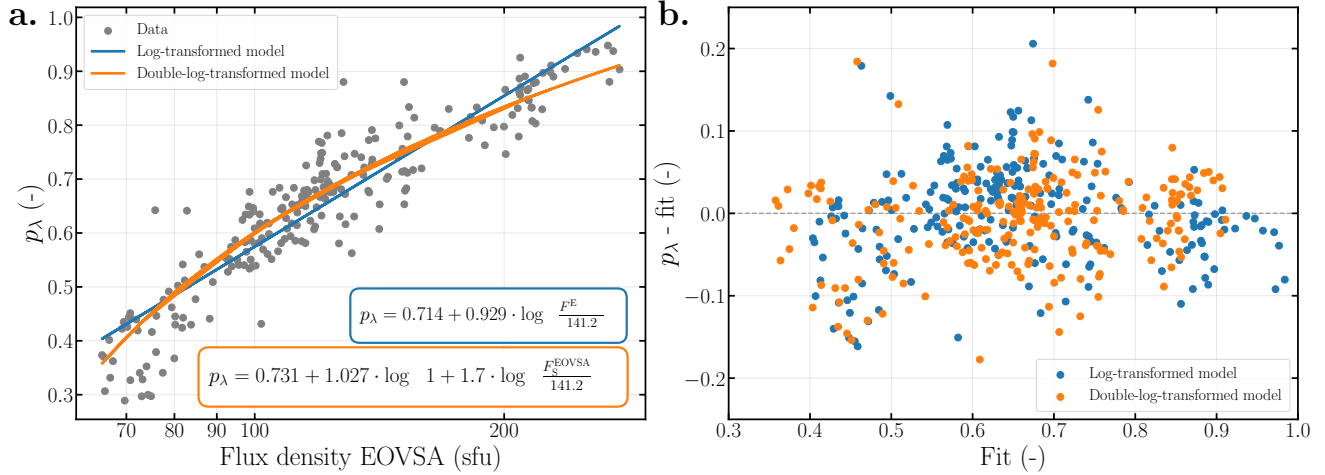 a.
Data
Log-transformed model
Double-log-transformed model
1.0
0.9
0.8
0.7
0.6
0.5
0.4
0.3
p_λ (-)
p_λ = 0.714 + 0.929 · log F^E / 141.2
p_λ = 0.731 + 1.027 · log 1 + 1.7 · log F_S^EOVSA / 141.2
70 80 90 100 200
Flux density EOVSA (sfu)
b.
0.2
0.1
0.0
−0.1
−0.2
p_λ - fit (-)
Log-transformed model
Double-log-transformed model
0.3 0.4 0.5 0.6 0.7 0.8 0.9 1.0
Fit (-)